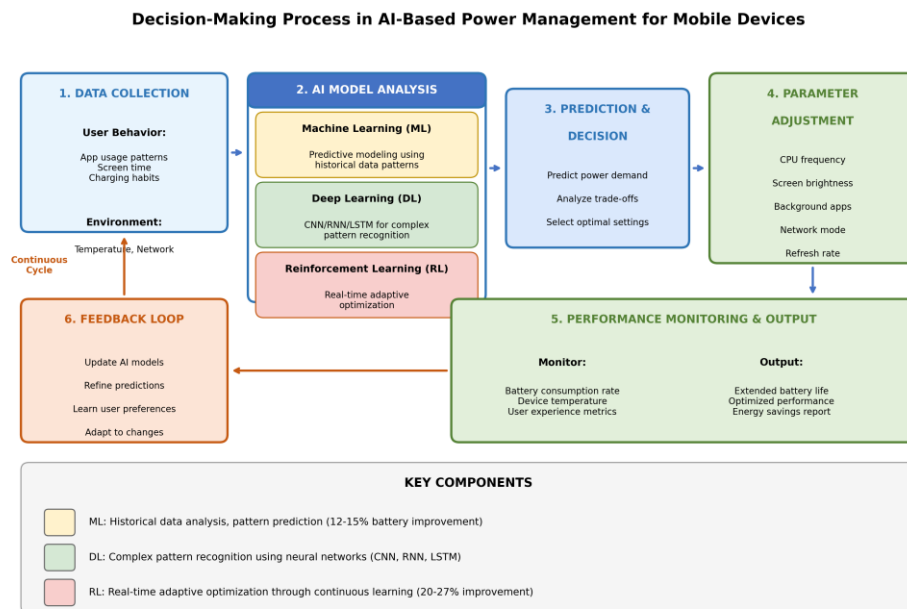 Decision-Making Process in AI-Based Power Management for Mobile Devices
1. DATA COLLECTION
User Behavior:
App usage patterns
Screen time
Charging habits
Environment:
Temperature, Network
2. AI MODEL ANALYSIS
Machine Learning (ML)
Predictive modeling using
historical data patterns
Deep Learning (DL)
CNN/RNN/LSTM for complex
pattern recognition
Reinforcement Learning (RL)
Real-time adaptive
optimization
3. PREDICTION &
DECISION
Predict power demand
Analyze trade-offs
Select optimal settings
4. PARAMETER
ADJUSTMENT
CPU frequency
Screen brightness
Background apps
Network mode
Refresh rate
5. PERFORMANCE MONITORING & OUTPUT
Monitor:
Battery consumption rate
Device temperature
User experience metrics
Output:
Extended battery life
Optimized performance
Energy savings report
6. FEEDBACK LOOP
Update AI models
Refine predictions
Learn user preferences
Adapt to changes
Continuous
Cycle
KEY COMPONENTS
ML: Historical data analysis, pattern prediction (12-15% battery improvement)
DL: Complex pattern recognition using neural networks (CNN, RNN, LSTM)
RL: Real-time adaptive optimization through continuous learning (20-27% improvement)